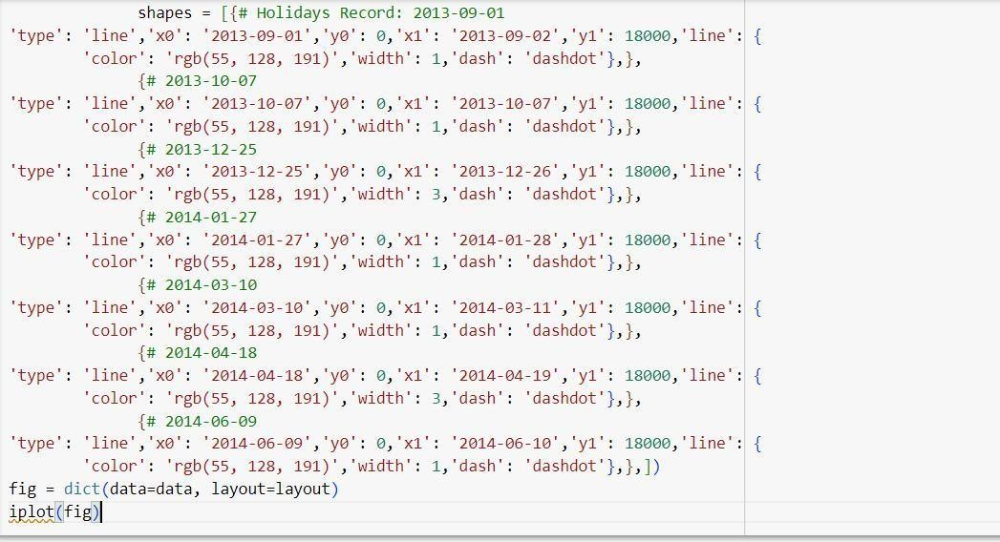 shapes = [{# Holidays Record: 2013-09-01
'type': 'line','x0': '2013-09-01','y0': 0,'x1': '2013-09-02','y1': 18000,'line': {
'color': 'rgb(55, 128, 191)','width': 1,'dash': 'dashdot'},},
{# 2013-10-07
'type': 'line','x0': '2013-10-07','y0': 0,'x1': '2013-10-07','y1': 18000,'line': {
'color': 'rgb(55, 128, 191)','width': 1,'dash': 'dashdot'},},
{# 2013-12-25
'type': 'line','x0': '2013-12-25','y0': 0,'x1': '2013-12-26','y1': 18000,'line': {
'color': 'rgb(55, 128, 191)','width': 3,'dash': 'dashdot'},},
{# 2014-01-27
'type': 'line','x0': '2014-01-27','y0': 0,'x1': '2014-01-28','y1': 18000,'line': {
'color': 'rgb(55, 128, 191)','width': 1,'dash': 'dashdot'},},
{# 2014-03-10
'type': 'line','x0': '2014-03-10','y0': 0,'x1': '2014-03-11','y1': 18000,'line': {
'color': 'rgb(55, 128, 191)','width': 1,'dash': 'dashdot'},},
{# 2014-04-18
'type': 'line','x0': '2014-04-18','y0': 0,'x1': '2014-04-19','y1': 18000,'line': {
'color': 'rgb(55, 128, 191)','width': 3,'dash': 'dashdot'},},
{# 2014-06-09
'type': 'line','x0': '2014-06-09','y0': 0,'x1': '2014-06-10','y1': 18000,'line': {
'color': 'rgb(55, 128, 191)','width': 1,'dash': 'dashdot'},},])
fig = dict(data=data, layout=layout)
iplot(fig)